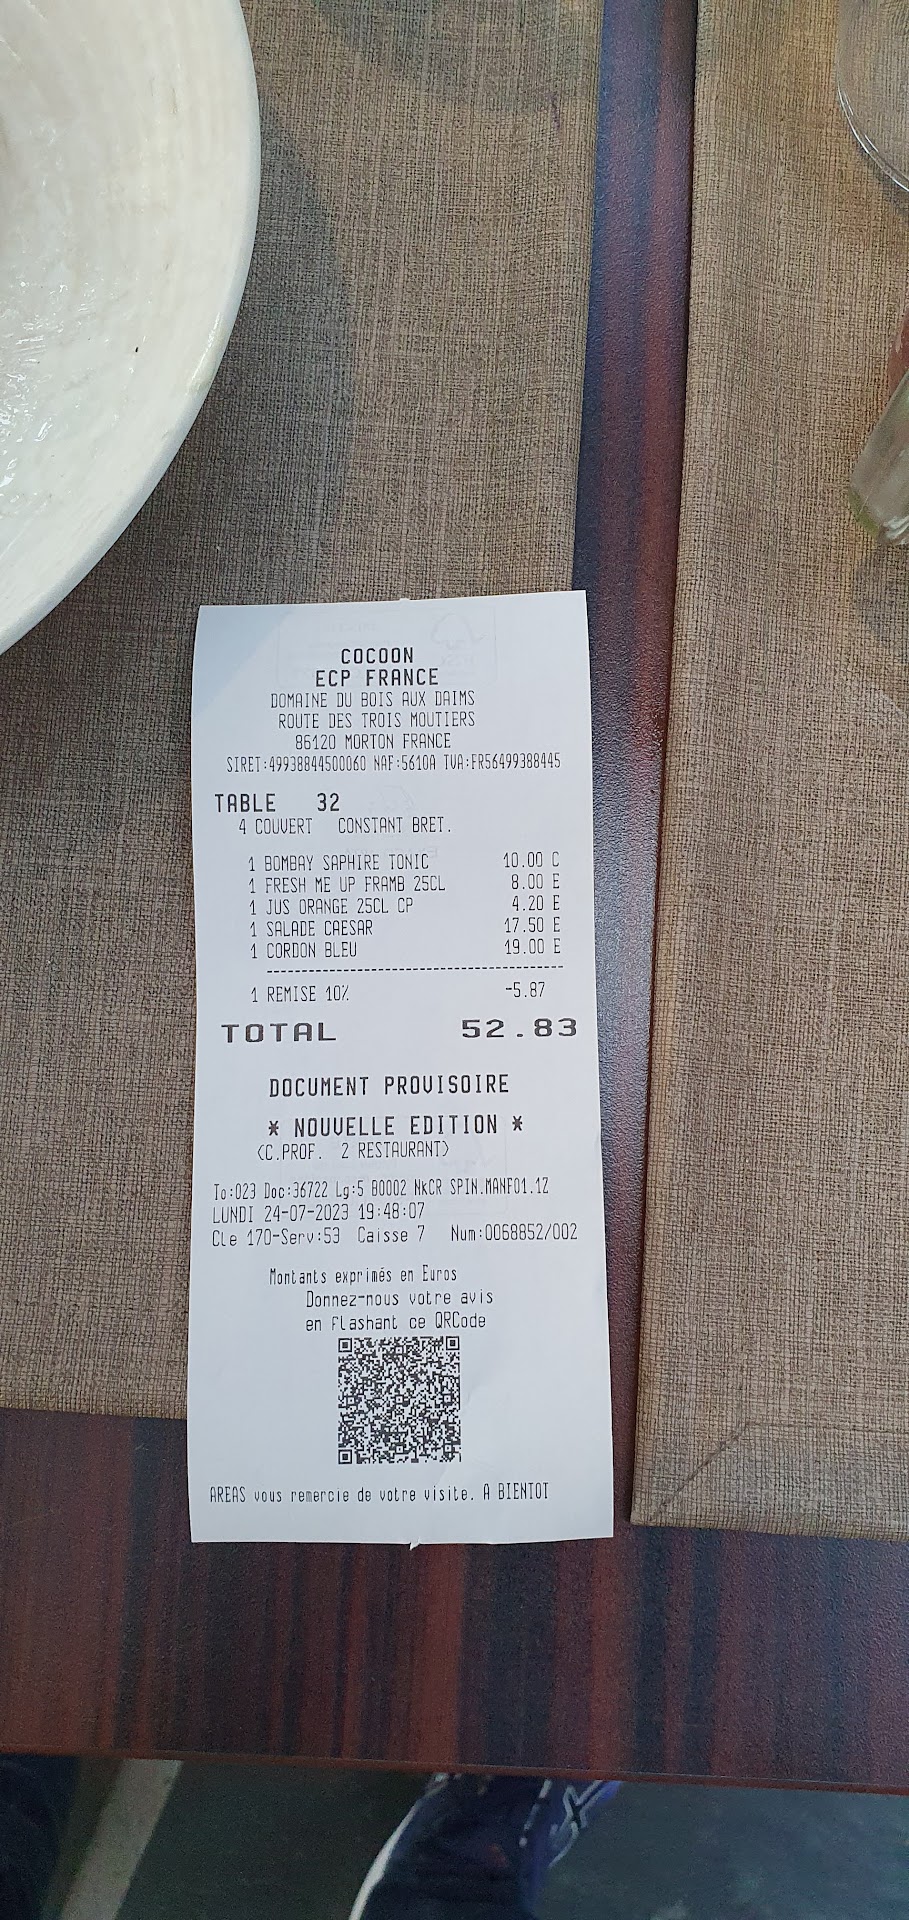 COCOON
ECP FRANCE
DOMAINE DU BOIS AUX DAIMS
ROUTE DES TROIS MOUTIERS
86120 MORTON FRANCE
SIRET:49938844500060 NAF:5610A TVA:FR56499388445
TABLE 32
4 COUVERT CONSTANT BRET.
1 BOMBAY SAPHIRE TONIC 10.00 C
1 FRESH ME UP FRAMB 25CL 8.00 E
1 JUS ORANGE 25CL CP 4.20 E
1 SALADE CAESAR 17.50 E
1 CORDON BLEU 19.00 E
1 REMISE 10% -5.87
TOTAL 52.83
DOCUMENT PROVISOIRE
* NOUVELLE EDITION *
(C.PROF. 2 RESTAURANT)
To:023 Doc:36722 Lg:5 B0002 NKCR SPIN.MANF01.12
LUNDI 24-07-2023 19:48:07
Cle 170-Serv:53 Caisse 7 Num:0068852/002
Montants exprimés en Euros
Donnez-nous votre avis
en flashant ce QRCode
AREAS vous remercie de votre visite. A BIENTOT